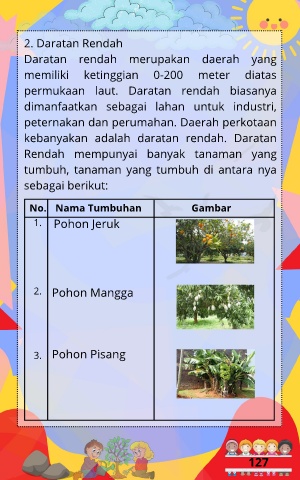 2. Daratan Rendah
Daratan rendah merupakan daerah yang
memiliki ketinggian 0-200 meter diatas
permukaan laut. Daratan rendah biasanya
dimanfaatkan sebagai lahan untuk industri,
peternakan dan perumahan. Daerah perkotaan
kebanyakan adalah daratan rendah. Daratan
Rendah mempunyai banyak tanaman yang
tumbuh, tanaman yang tumbuh di antara nya
sebagai berikut:
No. Nama Tumbuhan Gambar
1. Pohon Jeruk
2. Pohon Mangga
3. Pohon Pisang
127